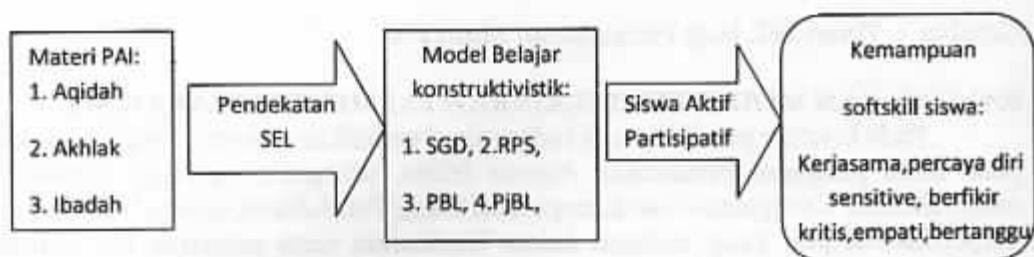 Materi PAI:
1. Aqidah
2. Akhlak
3. Ibadah
Pendekatan
SEL
Model Belajar
konstruktivistik:
1. SGD, 2.RPS,
3. PBL, 4.PjBL,
Siswa Aktif
Partisipatif
Kemampuan
softskill siswa:
Kerjasama,percaya diri
sensitive, berfikir
kritis,empati,bertanggu